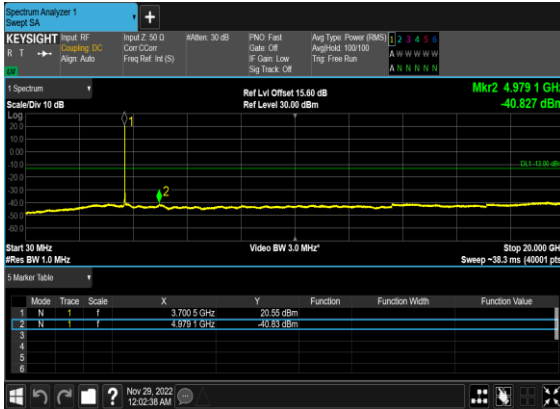 Spectrum Analyzer 1
Swept SA
+
KEYSIGHT Input: RF Input Z: 50 Ω #Atten: 30 dB PNO: Fast Avg Type: Power (RMS) 1 2 3 4 5 6
R T Coupling: DC Corr CCorr Gate: Off Avg|Hold: 100/100 A W W W W W
Align: Auto Freq Ref: Int (S) IF Gain: Low Trig: Free Run
Sig Track: Off A N N N N N
1 Spectrum
Ref Lvl Offset 15.60 dB Mkr2 4.979 1 GHz
Scale/Div 10 dB Ref Level 30.00 dBm -40.827 dBm
Log
20.0
10.0
0.00
-10.0
-20.0
-30.0
-40.0
-50.0
-60.0
1
2
DL1 -13.00 dBm
Start 30 MHz Video BW 3.0 MHz* Stop 20.000 GHz
#Res BW 1.0 MHz Sweep ~38.3 ms (40001 pts)
5 Marker Table
Mode Trace Scale X Y Function Function Width Function Value
1 N 1 f 3.700 5 GHz 20.55 dBm
2 N 1 f 4.979 1 GHz -40.83 dBm
3
4
5
6
? Nov 29, 2022
12:02:38 AM